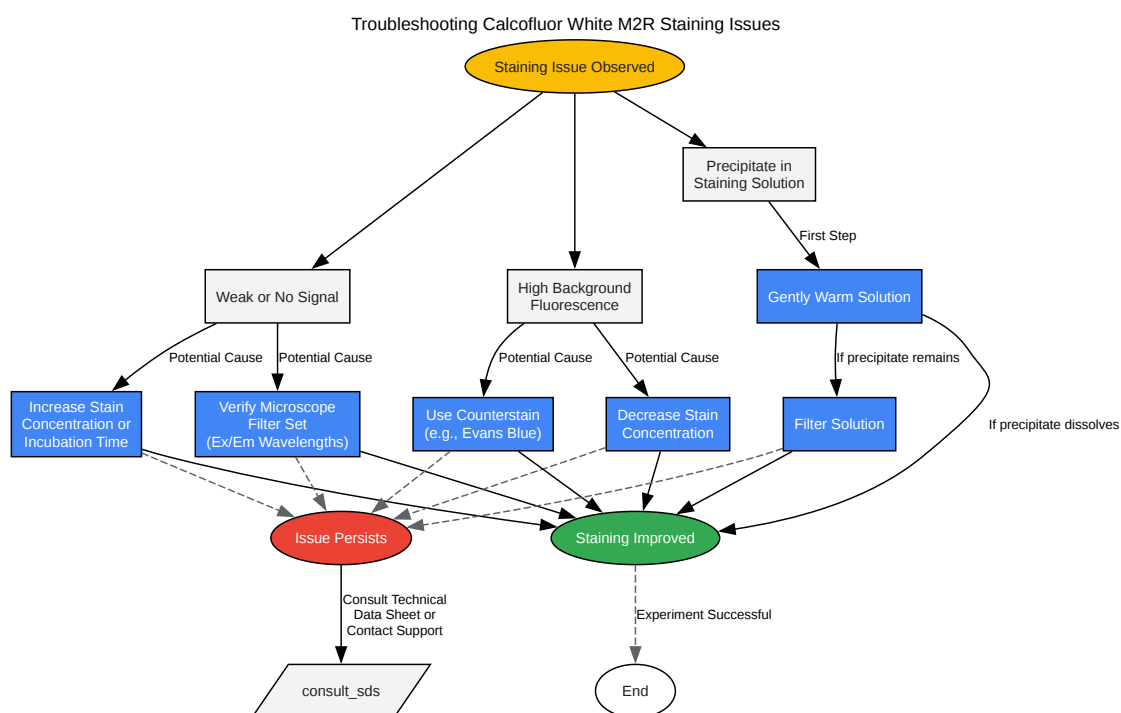 Troubleshooting Calcofluor White M2R Staining Issues
Staining Issue Observed
Precipitate in
Staining Solution
First Step
Weak or No Signal
High Background
Fluorescence
Gently Warm Solution
Potential Cause
Potential Cause
Potential Cause
Potential Cause
If precipitate remains
Increase Stain
Concentration or
Incubation Time
Verify Microscope
Filter Set
(Ex/Em Wavelengths)
Use Counterstain
(e.g., Evans Blue)
Decrease Stain
Concentration
Filter Solution
If precipitate dissolves
Issue Persists
Staining Improved
Consult Technical
Data Sheet or
Contact Support
Experiment Successful
consult_sds
End